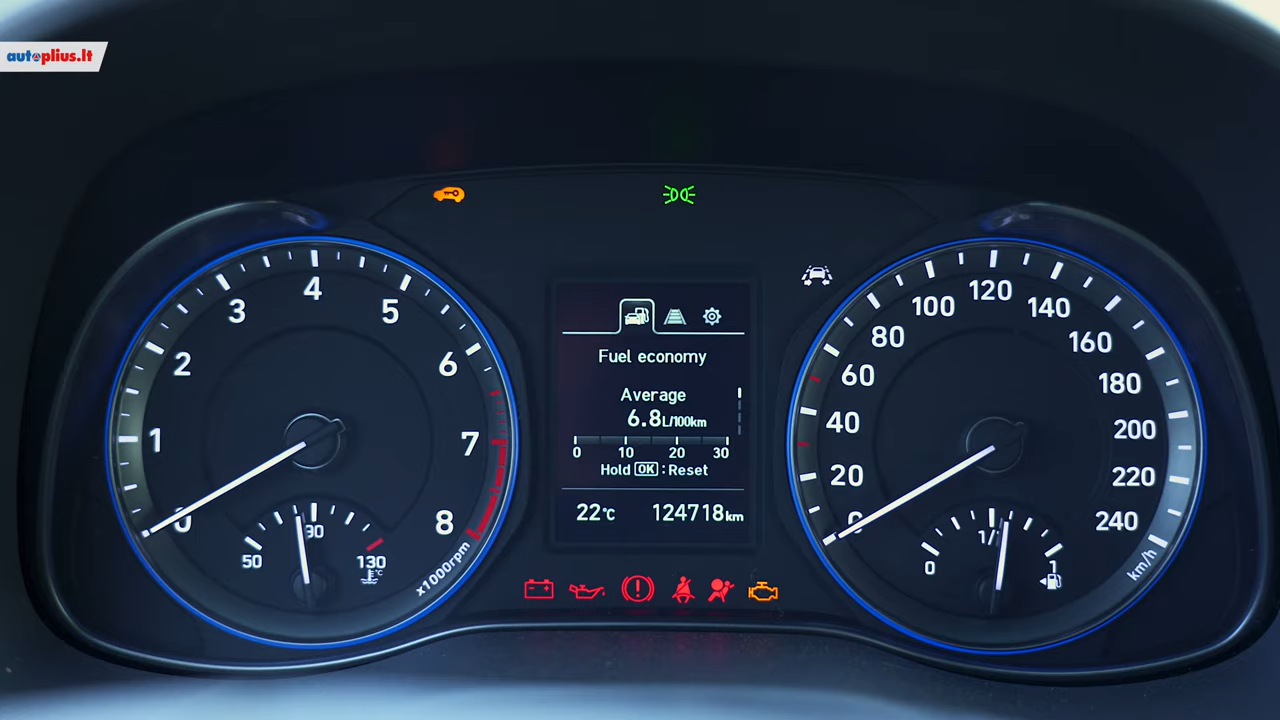 autoplius.lt
0
1
2
3
4
5
6
7
8
x1000rpm
50
90
130
°C
Fuel economy
Average
6.8L/100km
0 10 20 30
Hold OK : Reset
22°C 124718km
0
20
40
60
80
100
120
140
160
180
200
220
240
km/h
0
1